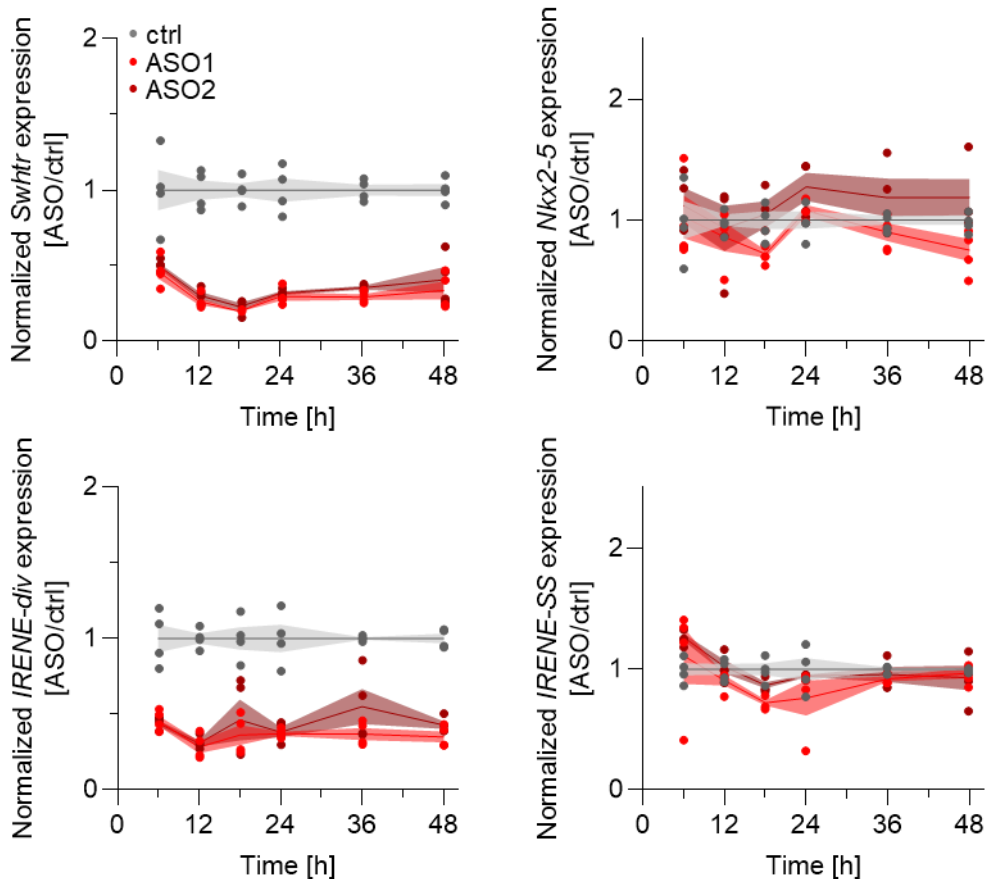 Normalized Swhtr expression
[ASO/ctrl]
2
1
0
ctrl
ASO1
ASO2
0 12 24 36 48
Time [h]
Normalized Nkx2-5 expression
[ASO/ctrl]
2
1
0
0 12 24 36 48
Time [h]
Normalized IRENE-div expression
[ASO/ctrl]
2
1
0
0 12 24 36 48
Time [h]
Normalized IRENE-SS expression
[ASO/ctrl]
2
1
0
0 12 24 36 48
Time [h]